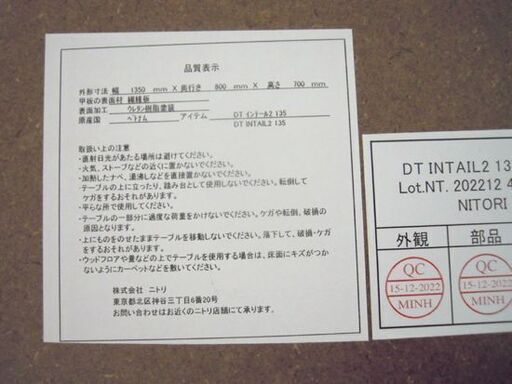 品質表示
外形寸法 幅 1350 mm X 奥行き 800 mm X 高さ 700 mm
甲板の表面材 繊維板
表面加工 ウレタン樹脂塗装
原産国 ベトナム アイテム DT インテール2 135
DT INTAIL2 135
取扱い上の注意
・直射日光があたる場所は避けてください。
・火気、ストーブなどの近くに置かないでください。
・加熱したナベ、湯沸しなどを直接置かないでください。
・テーブルの上に立ったり、踏み台として使用しないでください。転倒して
ケガをするおそれがあります。
・平らな所で使用してください。
・テーブルの一部分に過度な荷重をかけないでください。ケガや転倒、破損の
原因となります。
・上にものをのせたままテーブルを移動しないでください。落下して、破損・ケガ
をするおそれがあります。
・ウッドフロアや畳などの上でテーブルを使用する場合は、床面にキズがつか
ないようにカーペットなどを敷いてください。
株式会社 ニトリ
東京都北区神谷三丁目6番20号
お問い合わせはお近くのニトリ店舗にて承ります。
DT INTAIL2 13
Lot.NT. 202212 4
NITORI
外観 部品
QC QC
15-12-2022 15-12-2022
MINH MINH